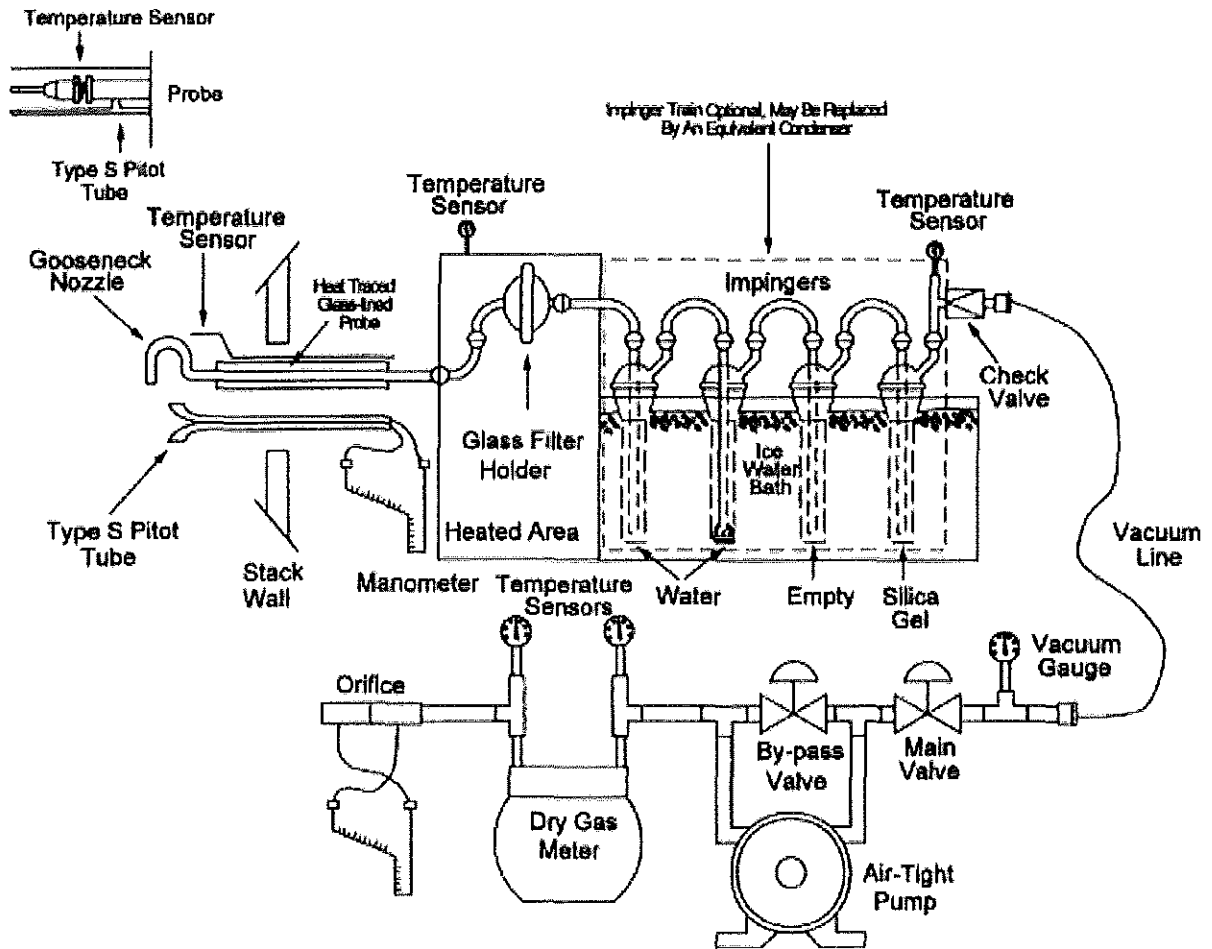 Temperature Sensor
Probe
Type S Pitot
Tube
Impinger Train Optional, May Be Replaced
By An Equivalent Condenser
Temperature
Sensor
Temperature
Sensor
Temperature
Sensor
Gooseneck
Nozzle
Heat Traced
Glass-lined
Probe
Impingers
Check
Valve
Glass Filter
Holder
Ice
Water
Bath
Heated Area
Type S Pitot
Tube
Stack
Wall
Manometer
Temperature
Sensors
Water
Empty
Silica
Gel
Vacuum
Line
Vacuum
Gauge
Orifice
By-pass
Valve
Main
Valve
Dry Gas
Meter
Air-Tight
Pump